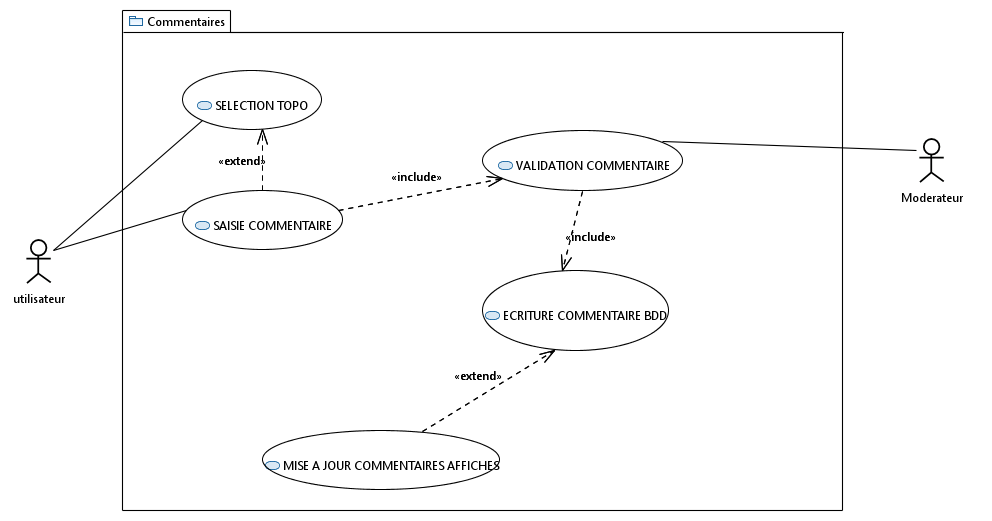 Commentaires
SELECTION TOPO
«extend»
VALIDATION COMMENTAIRE
«include»
Moderateur
SAISIE COMMENTAIRE
«include»
utilisateur
ECRITURE COMMENTAIRE BDD
«extend»
MISE A JOUR COMMENTAIRES AFFICHES